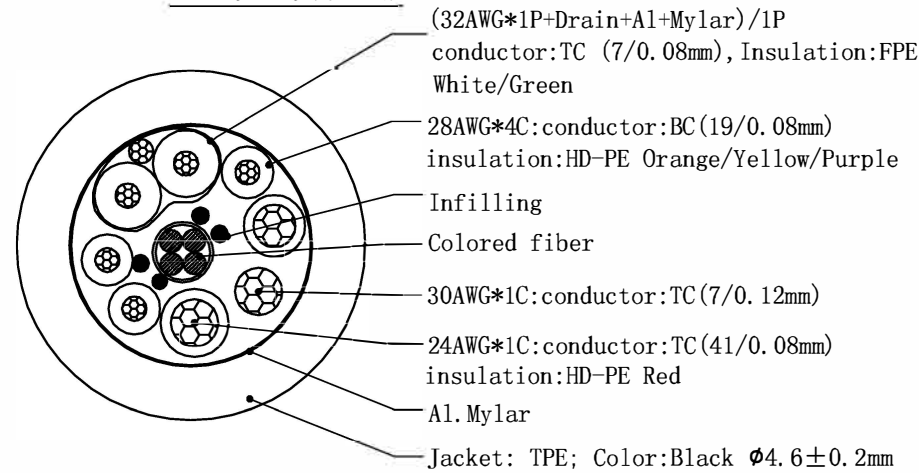 (32AWG*1P+Drain+Al+Mylar)/1P
conductor:TC (7/0.08mm),Insulation:FPE
White/Green
28AWG*4C:conductor:BC(19/0.08mm)
insulation:HD-PE Orange/Yellow/Purple
Infilling
Colored fiber
30AWG*1C:conductor:TC(7/0.12mm)
24AWG*1C:conductor:TC(41/0.08mm)
insulation:HD-PE Red
Al.Mylar
Jacket: TPE; Color:Black Φ4.6±0.2mm